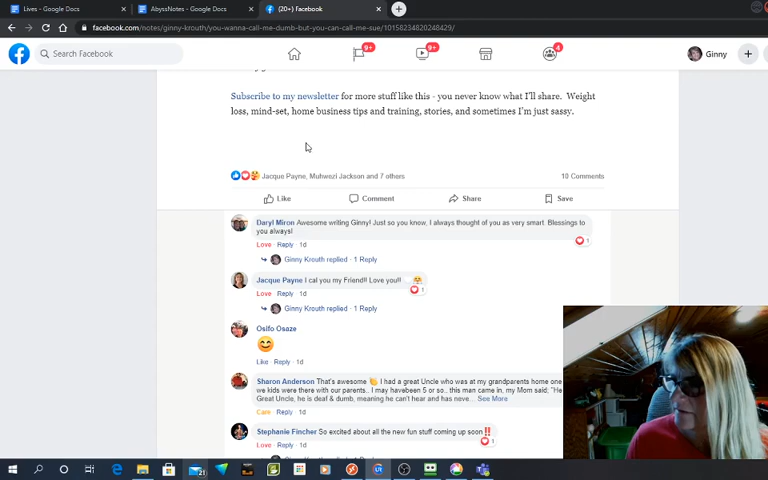 Lives - Google Docs
AbyssNotes - Google Docs
(20+) Facebook
facebook.com/notes/ginny-krouth/you-wanna-call-me-dumb-but-you-can-call-me-sue/10158234820248429/
Search Facebook
9+
9+
4
Ginny
Subscribe to my newsletter for more stuff like this - you never know what I'll share. Weight
loss, mind-set, home business tips and training, stories, and sometimes I'm just sassy.
Jacque Payne, Muhwezi Jackson and 7 others
10 Comments
Like
Comment
Share
Save
Daryl Miron Awesome writing Ginny! Just so you know, I always thought of you as very smart. Blessings to
you always!
1
Love · Reply · 1d
Ginny Krouth replied · 1 Reply
Jacque Payne I cal you my Friend!! Love you!!
1
Love · Reply · 1d
Ginny Krouth replied · 1 Reply
Osifo Osaze
Like · Reply · 1d
Sharon Anderson That's awesome I had a great Uncle who was at my grandparents home one
we kids were there with our parents.. I may havebeen 5 or so.. this man came in, my Mom said; "He
Great Uncle, he is deaf & dumb, meaning he can't hear and has neve... See More
Care Reply · 1d
Stephanie Fincher So excited about all the new fun stuff coming up soon!!
1
Love · Reply · 1d
21